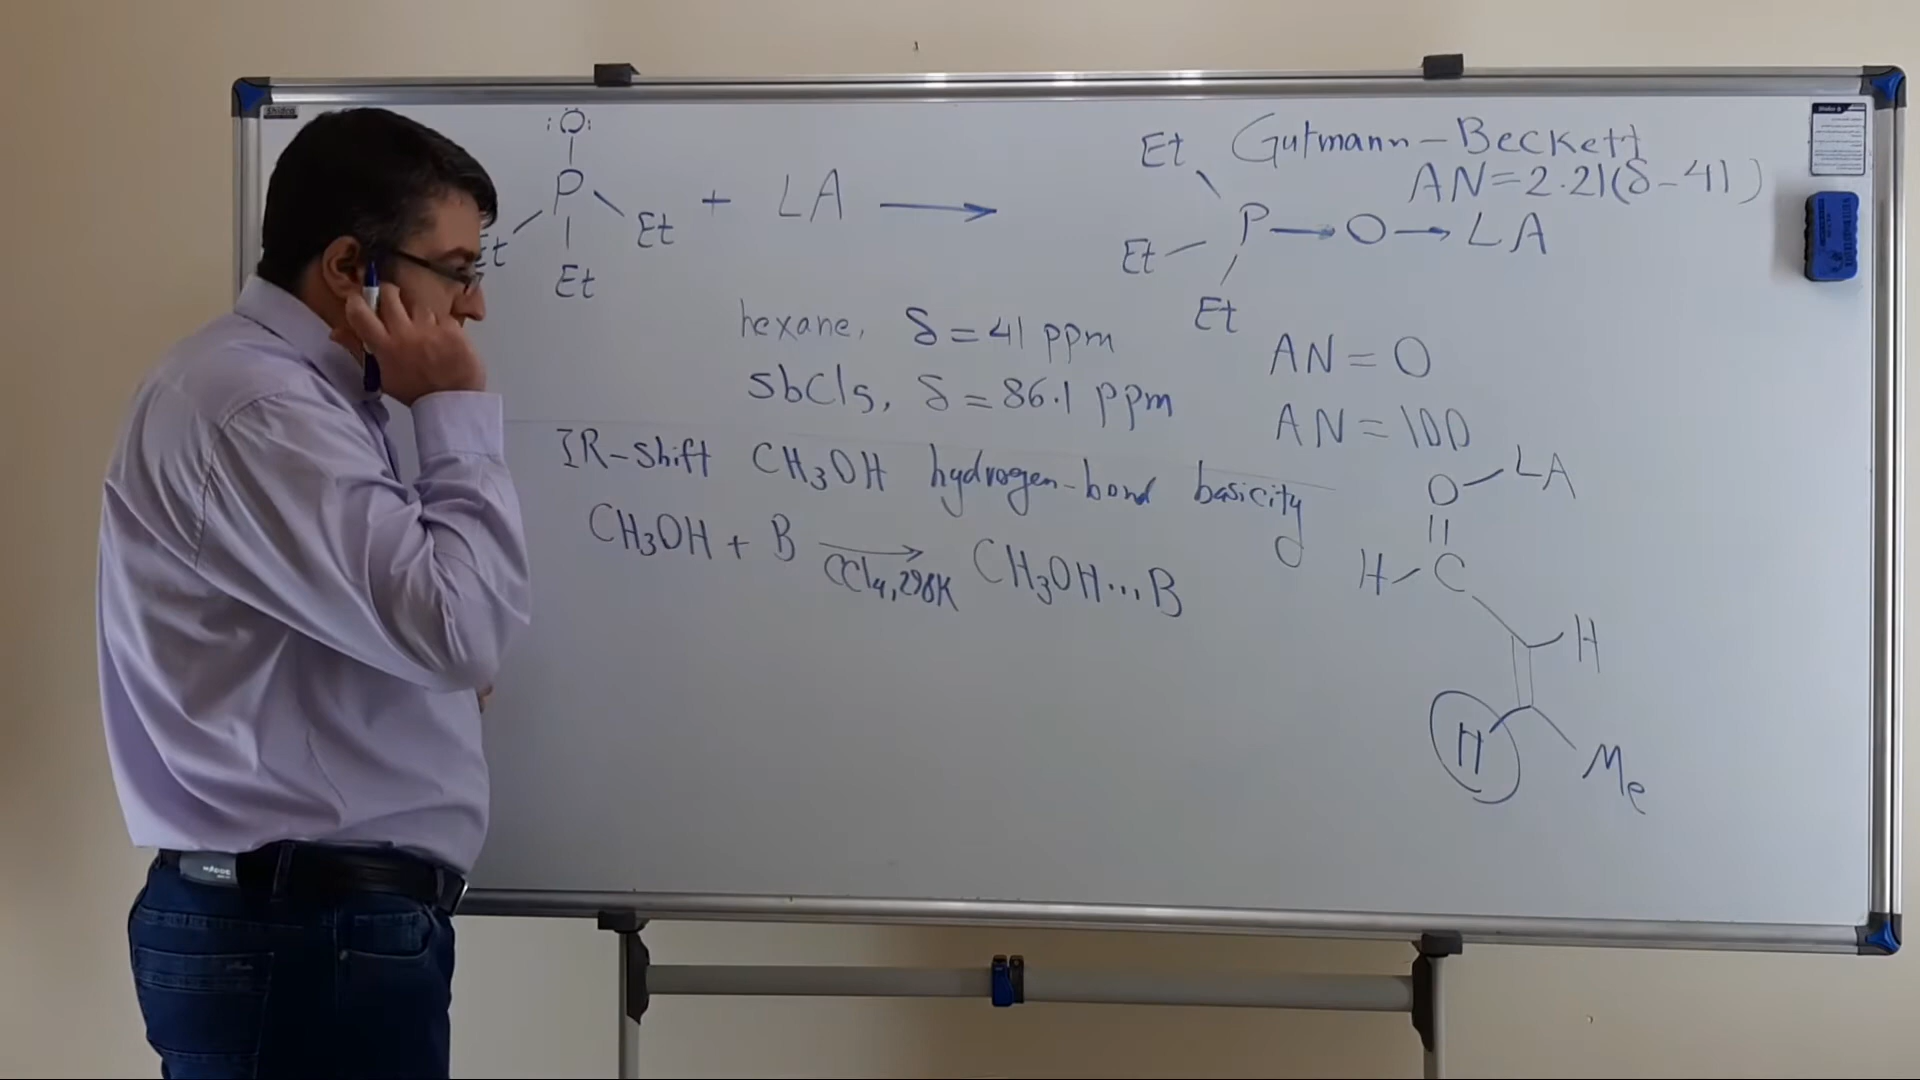 :O:
P
Et
Et
Et
+ LA →
Gutmann-Beckett
AN=2.21(δ-41)
Et
Et
Et
P→O→LA
hexane, δ=41 ppm
AN=0
SbCl5, δ=86.1 ppm
AN=100
IR-shift CH3OH hydrogen-bond basicity
CH3OH + B → CH3OH...B
CCl4, 298K
O-LA
H-C
H
H
Me